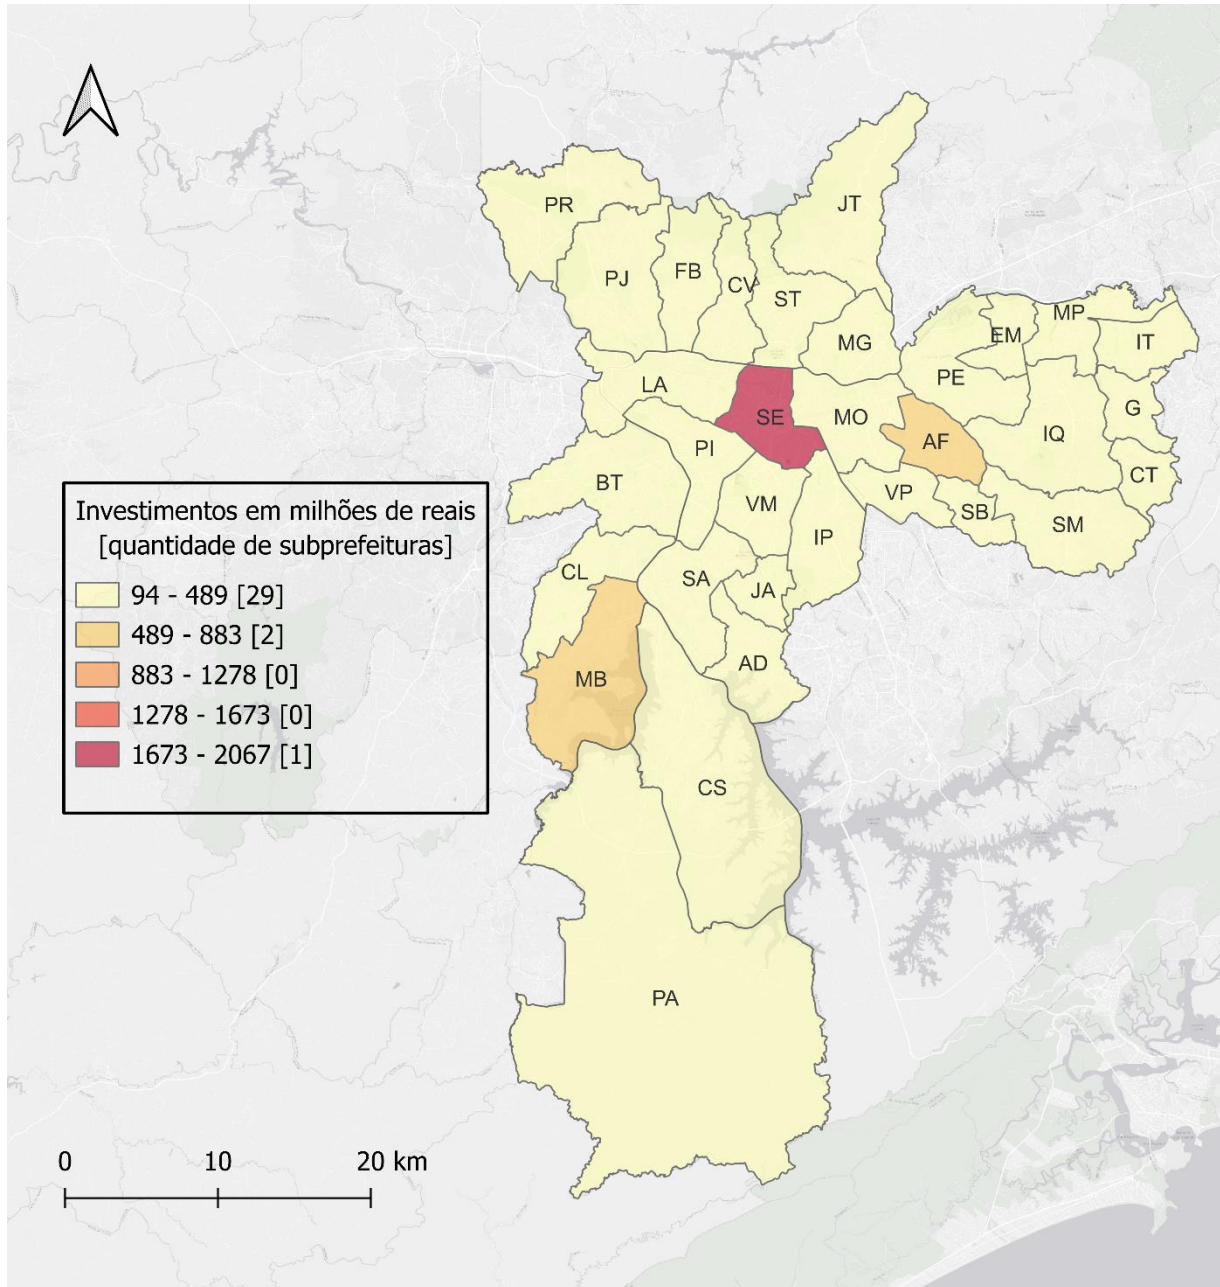 JT
PR
PJ
FB
CV
ST
MP
EM
IT
MG
PE
LA
G
SE
MO
AF
IQ
PI
CT
BT
VM
VP
SB
SM
IP
Investimentos em milhões de reais
[quantidade de subprefeituras]
94 - 489 [29]
489 - 883 [2]
883 - 1278 [0]
1278 - 1673 [0]
1673 - 2067 [1]
CL
SA
JA
AD
MB
CS
PA
0 10 20 km